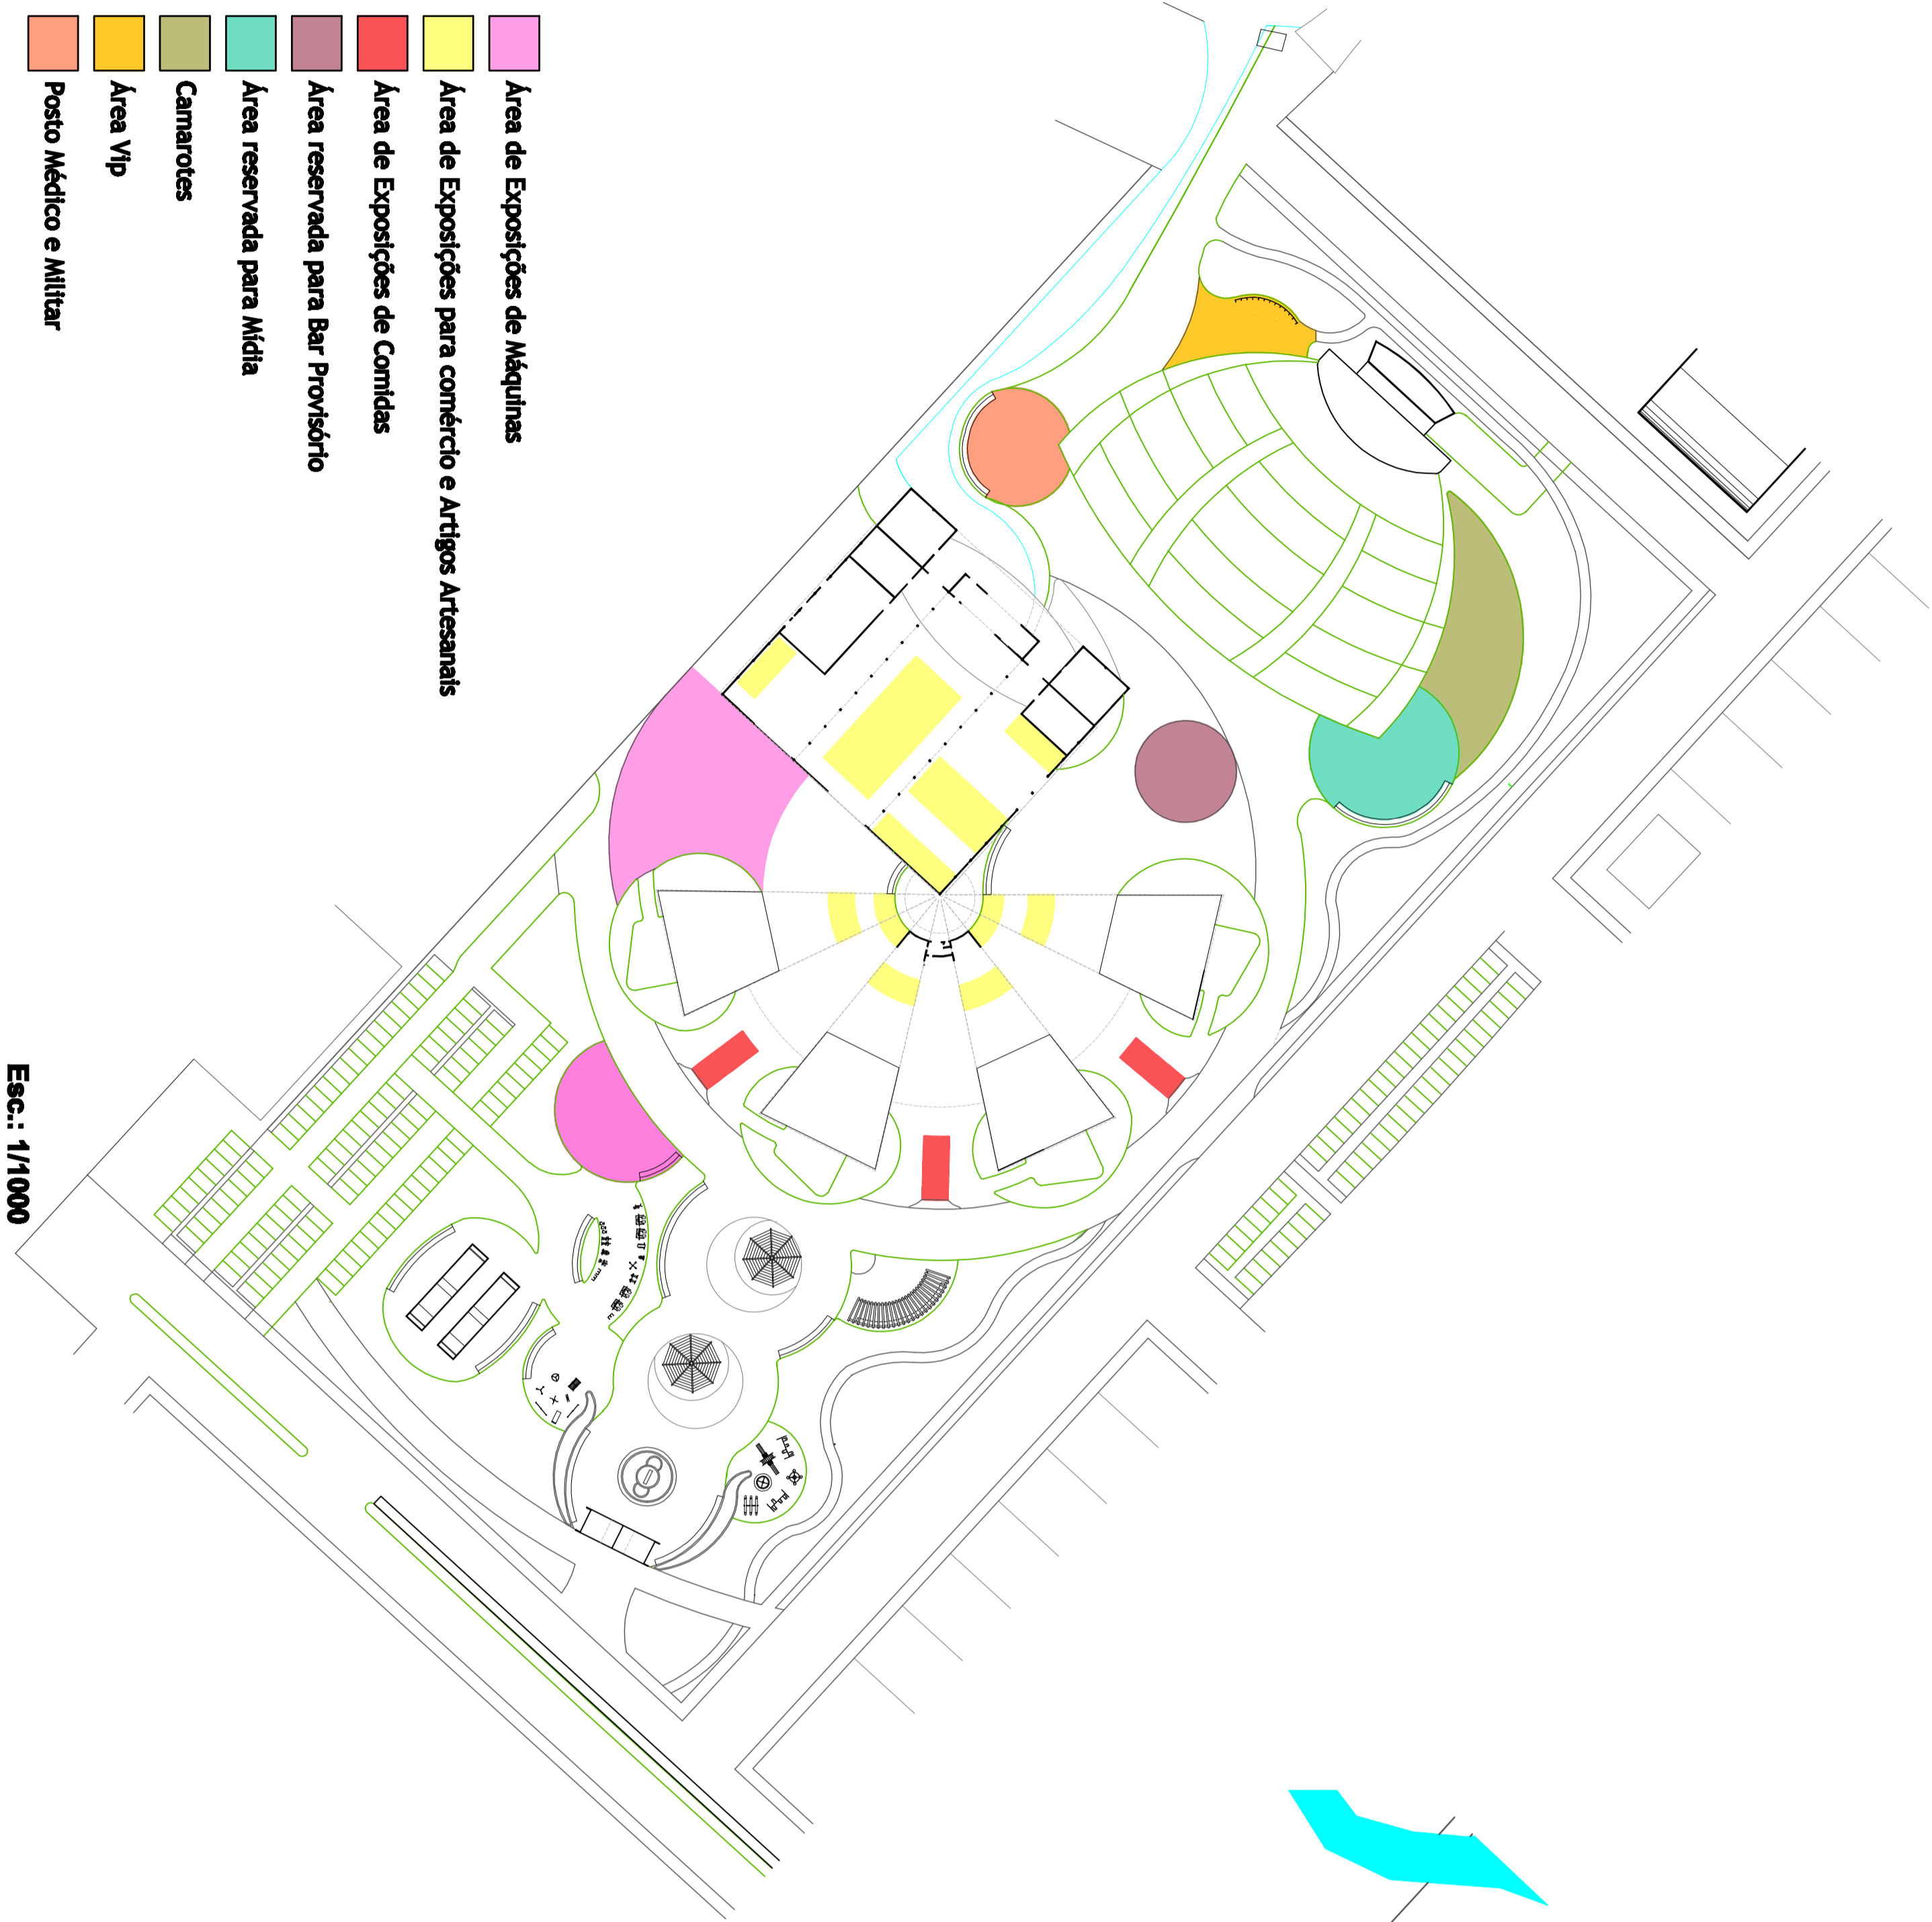 Área de Exposições de Máquinas
Área de Exposições para comércio e Artigos Artesanais
Área de Exposições de Comidas
Área reservada para Bar Provisório
Área reservada para Mídia
Camarotes
Área Vip
Posto Médico e Militar
Esc.: 1/1000